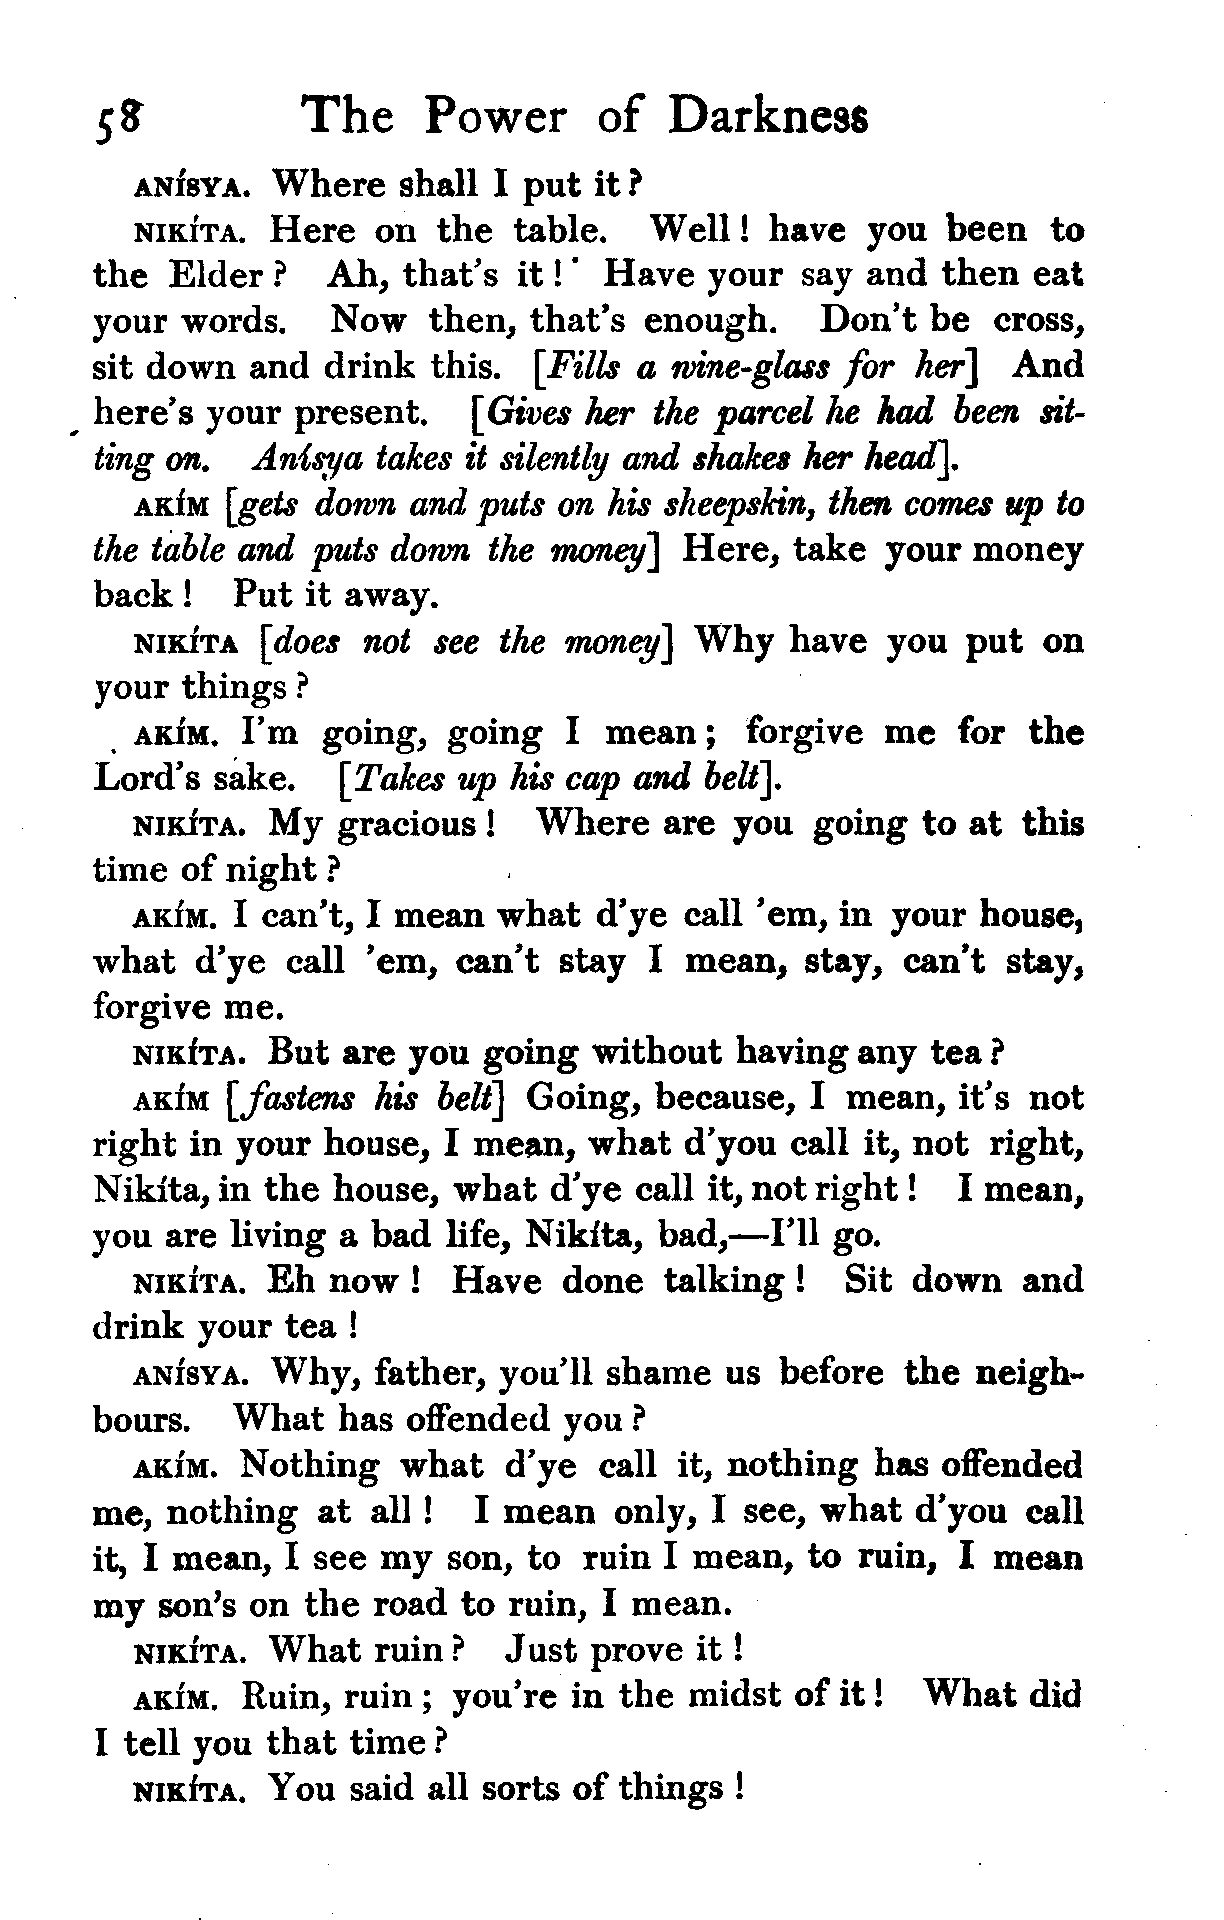 58 The Power of Darkness
ANÍSYA. Where shall I put it?
NIKÍTA. Here on the table. Well! have you been to
the Elder? Ah, that's it! Have your say and then eat
your words. Now then, that's enough. Don't be cross,
sit down and drink this. [Fills a wine-glass for her] And
here's your present. [Gives her the parcel he had been sit-
ting on. Anísya takes it silently and shakes her head].
AKÍM [gets down and puts on his sheepskin, then comes up to
the table and puts down the money] Here, take your money
back! Put it away.
NIKÍTA [does not see the money] Why have you put on
your things?
AKÍM. I'm going, going I mean; forgive me for the
Lord's sake. [Takes up his cap and belt].
NIKÍTA. My gracious! Where are you going to at this
time of night?
AKÍM. I can't, I mean what d'ye call 'em, in your house,
what d'ye call 'em, can't stay I mean, stay, can't stay,
forgive me.
NIKÍTA. But are you going without having any tea?
AKÍM [fastens his belt] Going, because, I mean, it's not
right in your house, I mean, what d'you call it, not right,
Nikíta, in the house, what d'ye call it, not right! I mean,
you are living a bad life, Nikíta, bad,—I'll go.
NIKÍTA. Eh now! Have done talking! Sit down and
drink your tea!
ANÍSYA. Why, father, you'll shame us before the neigh-
bours. What has offended you?
AKÍM. Nothing what d'ye call it, nothing has offended
me, nothing at all! I mean only, I see, what d'you call
it, I mean, I see my son, to ruin I mean, to ruin, I mean
my son's on the road to ruin, I mean.
NIKÍTA. What ruin? Just prove it!
AKÍM. Ruin, ruin; you're in the midst of it! What did
I tell you that time?
NIKÍTA. You said all sorts of things!